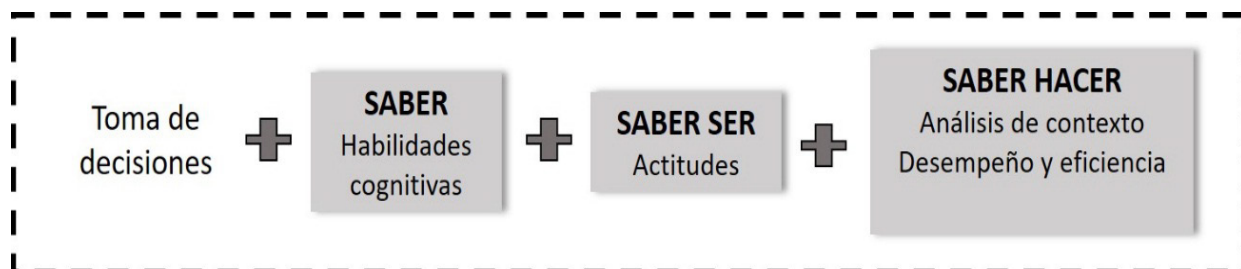 Toma de
decisiones
SABER
Habilidades
cognitivas
SABER SER
Actitudes
SABER HACER
Análisis de contexto
Desempeño y eficiencia